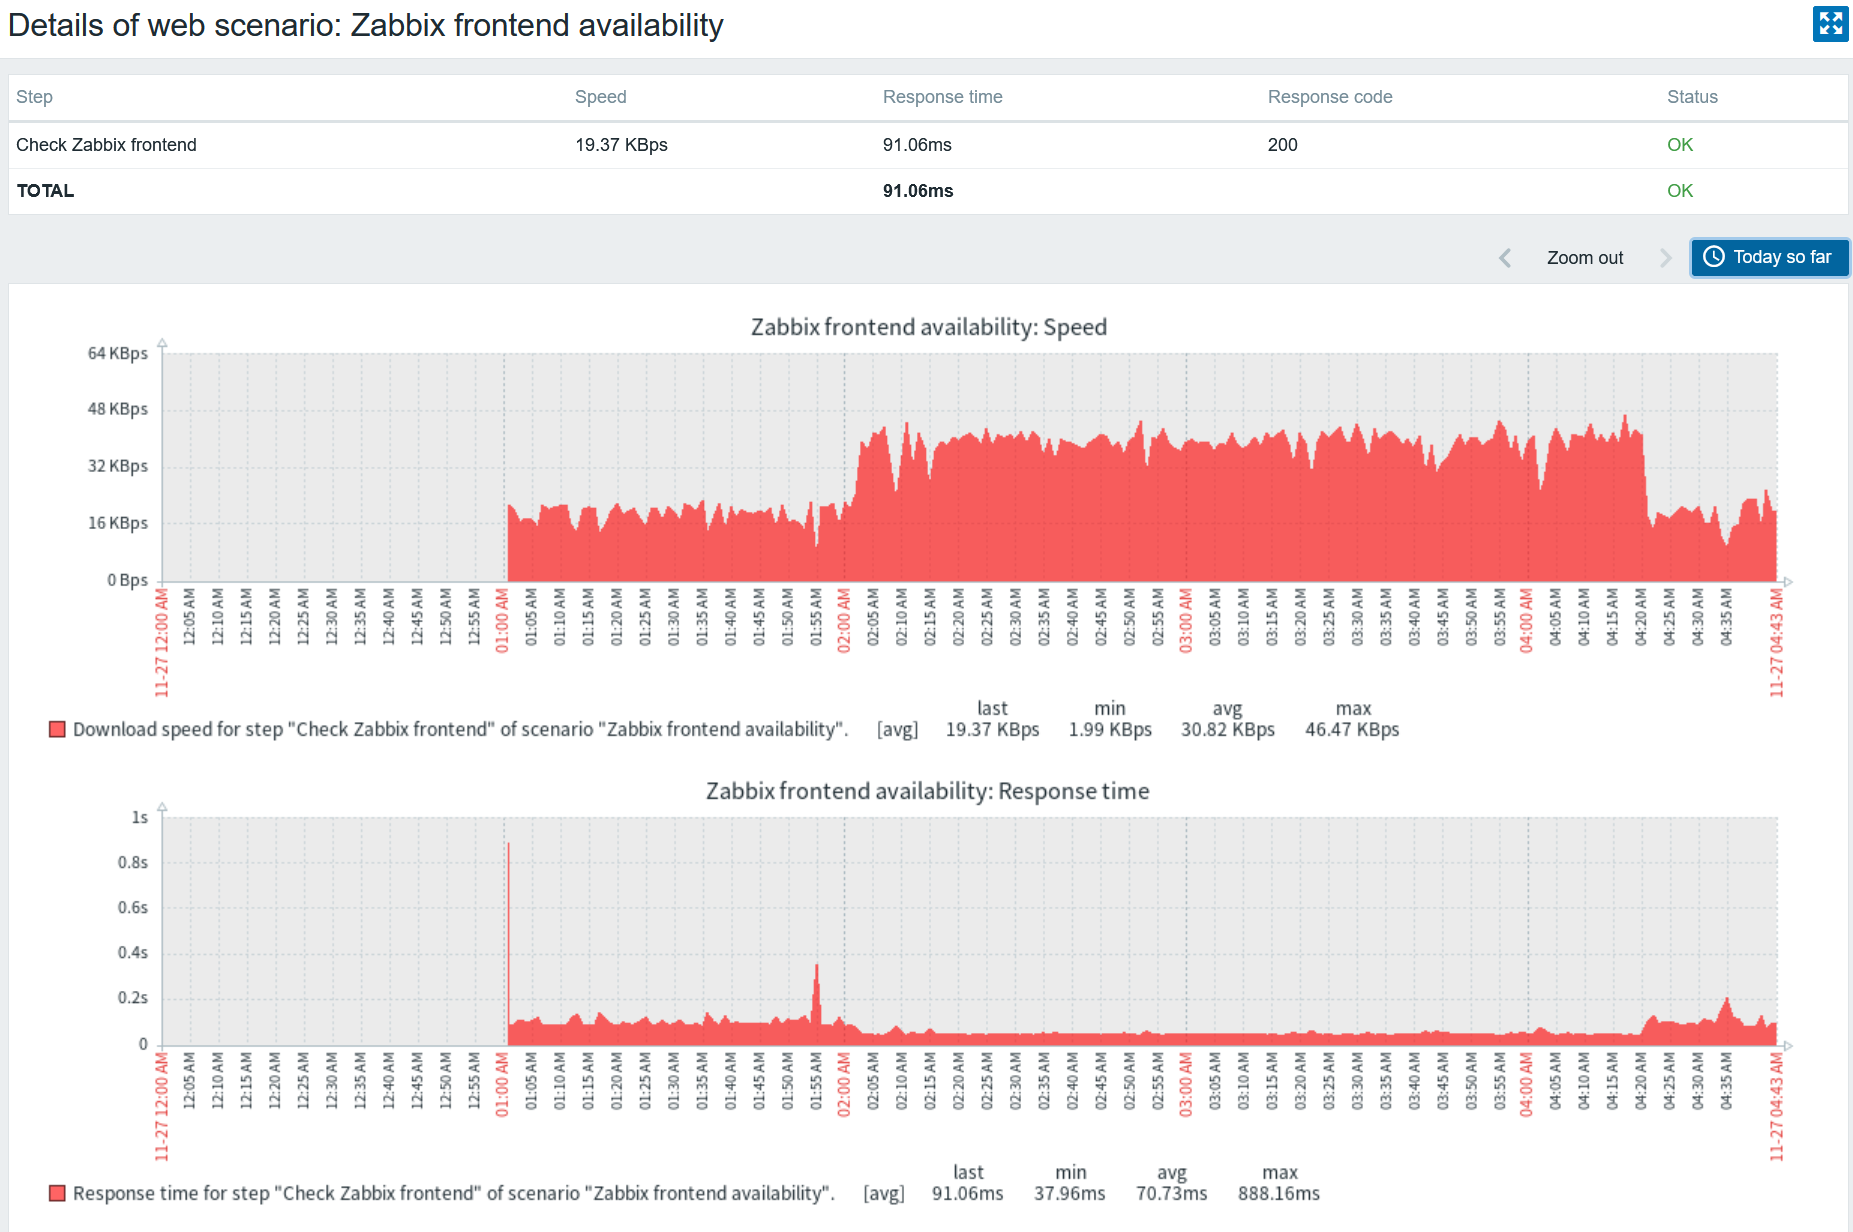 Details of web scenario: Zabbix frontend availability
Step Speed Response time Response code Status
Check Zabbix frontend 19.37 KBps 91.06ms 200 OK
TOTAL 91.06ms OK
Zoom out Today so far
Zabbix frontend availability: Speed
64 KBps
48 KBps
32 KBps
16 KBps
0 Bps
11-27 12:00 AM 12:05 AM 12:10 AM 12:15 AM 12:20 AM 12:25 AM 12:30 AM 12:35 AM 12:40 AM 12:45 AM 12:50 AM 12:55 AM 01:00 AM 01:05 AM 01:10 AM 01:15 AM 01:20 AM 01:25 AM 01:30 AM 01:35 AM 01:40 AM 01:45 AM 01:50 AM 01:55 AM 02:00 AM 02:05 AM 02:10 AM 02:15 AM 02:20 AM 02:25 AM 02:30 AM 02:35 AM 02:40 AM 02:45 AM 02:50 AM 02:55 AM 03:00 AM 03:05 AM 03:10 AM 03:15 AM 03:20 AM 03:25 AM 03:30 AM 03:35 AM 03:40 AM 03:45 AM 03:50 AM 03:55 AM 04:00 AM 04:05 AM 04:10 AM 04:15 AM 04:20 AM 04:25 AM 04:30 AM 04:35 AM 11-27 04:43 AM
last min avg max
Download speed for step "Check Zabbix frontend" of scenario "Zabbix frontend availability". [avg] 19.37 KBps 1.99 KBps 30.82 KBps 46.47 KBps
Zabbix frontend availability: Response time
1s
0.8s
0.6s
0.4s
0.2s
0
11-27 12:00 AM 12:05 AM 12:10 AM 12:15 AM 12:20 AM 12:25 AM 12:30 AM 12:35 AM 12:40 AM 12:45 AM 12:50 AM 12:55 AM 01:00 AM 01:05 AM 01:10 AM 01:15 AM 01:20 AM 01:25 AM 01:30 AM 01:35 AM 01:40 AM 01:45 AM 01:50 AM 01:55 AM 02:00 AM 02:05 AM 02:10 AM 02:15 AM 02:20 AM 02:25 AM 02:30 AM 02:35 AM 02:40 AM 02:45 AM 02:50 AM 02:55 AM 03:00 AM 03:05 AM 03:10 AM 03:15 AM 03:20 AM 03:25 AM 03:30 AM 03:35 AM 03:40 AM 03:45 AM 03:50 AM 03:55 AM 04:00 AM 04:05 AM 04:10 AM 04:15 AM 04:20 AM 04:25 AM 04:30 AM 04:35 AM 11-27 04:43 AM
last min avg max
Response time for step "Check Zabbix frontend" of scenario "Zabbix frontend availability". [avg] 91.06ms 37.96ms 70.73ms 888.16ms